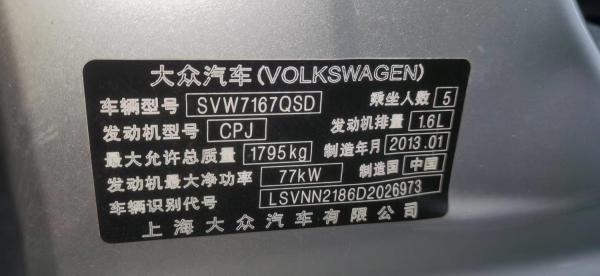 大众汽车(VOLKSWAGEN)
车辆型号 SVW7167QSD 乘坐人数 5
发动机型号 CPJ 发动机排量 1.6L
最大允许总质量 1795kg 制造年月 2013.01
发动机最大净功率 77kW 制造国 中国
车辆识别代号 LSVNN2186D2026973
上海大众汽车有限公司